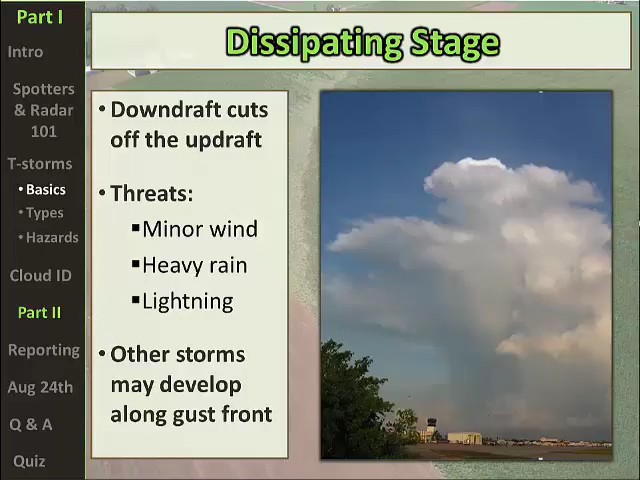 Part I
Intro
Spotters
& Radar
101
T-storms
• Basics
• Types
• Hazards
Cloud ID
Part II
Reporting
Aug 24th
Q & A
Quiz
Dissipating Stage
• Downdraft cuts
off the updraft
• Threats:
▪Minor wind
▪Heavy rain
▪Lightning
• Other storms
may develop
along gust front